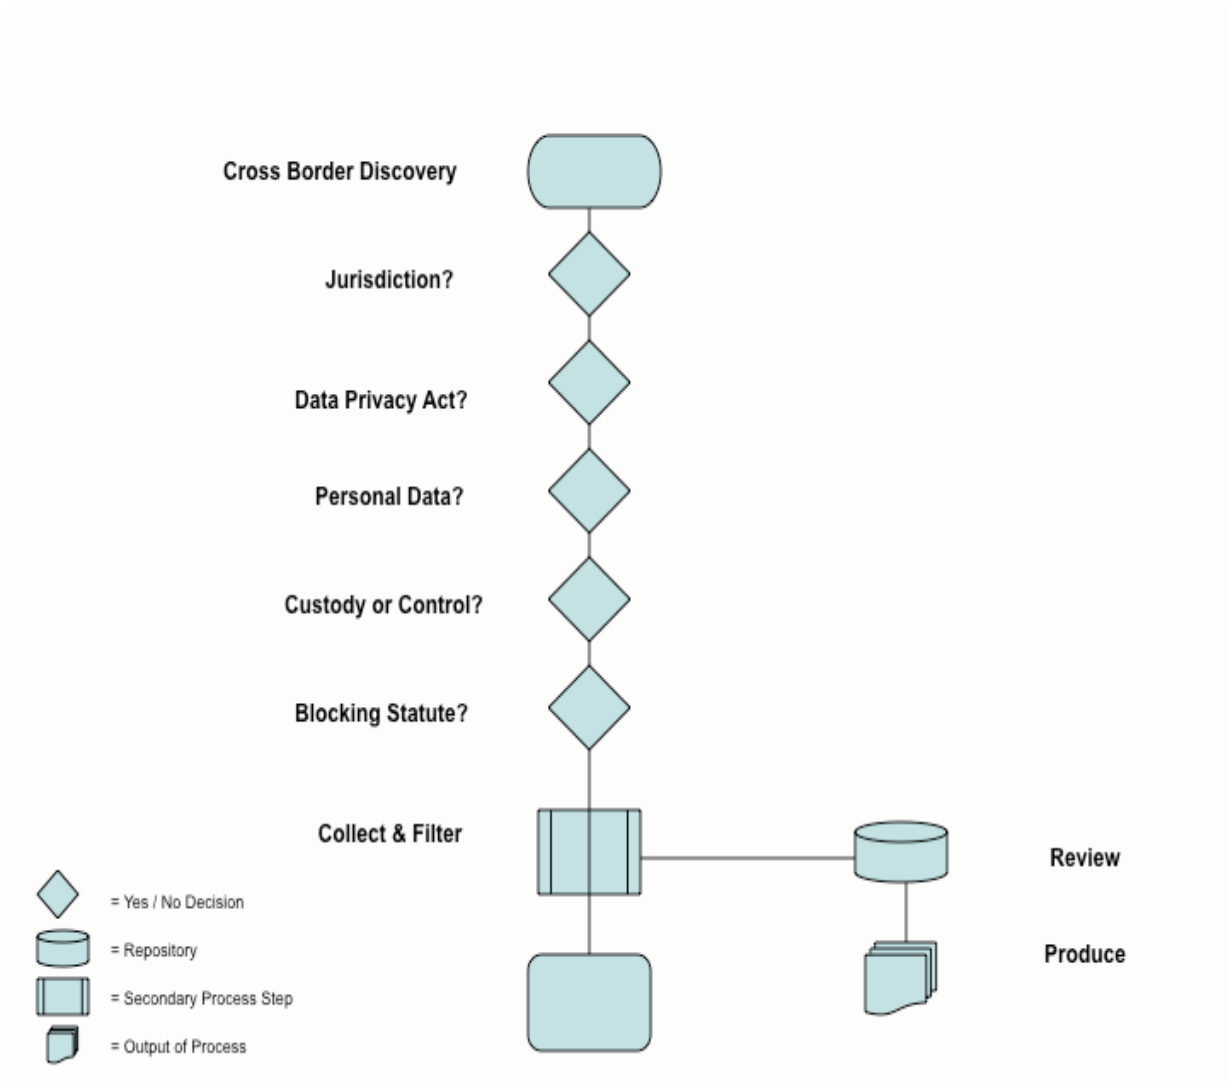 Cross Border Discovery
Jurisdiction?
Data Privacy Act?
Personal Data?
Custody or Control?
Blocking Statute?
Collect & Filter
Review
Produce
= Yes / No Decision
= Repository
= Secondary Process Step
= Output of Process